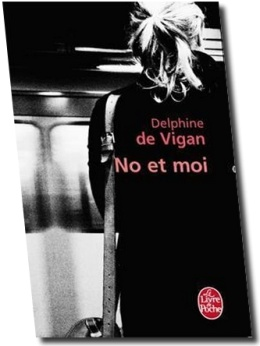 Delphine
de Vigan
No et moi
Le
Livre
de
Poche